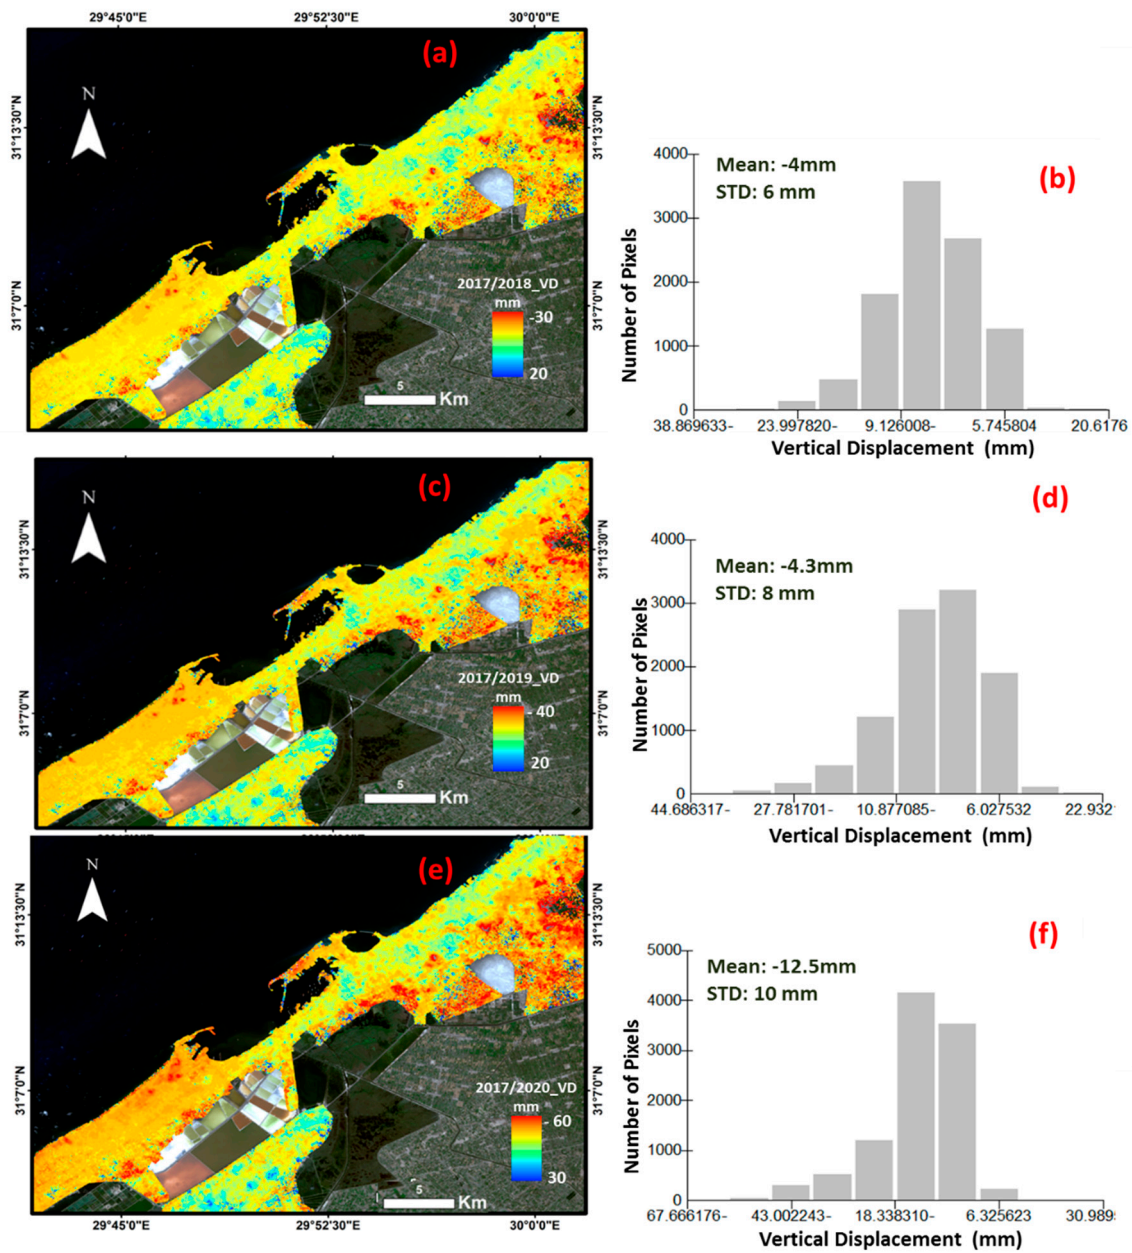 29°45'0"E 29°52'30"E 30°0'0"E
(a)
N
31°13'30"N
31°13'30"N
31°7'0"N
31°7'0"N
2017/2018_VD
mm
-30
20
5
Km
(b)
Mean: -4mm
STD: 6 mm
4000
3000
2000
1000
0
Number of Pixels
38.869633- 23.997820- 9.126008- 5.745804 20.6176
Vertical Displacement (mm)
(c)
N
31°13'30"N
31°13'30"N
31°7'0"N
31°7'0"N
2017/2019_VD
mm
- 40
20
5
Km
(d)
Mean: -4.3mm
STD: 8 mm
4000
3000
2000
1000
0
Number of Pixels
44.686317- 27.781701- 10.877085- 6.027532 22.932
Vertical Displacement (mm)
(e)
N
31°13'30"N
31°13'30"N
31°7'0"N
31°7'0"N
2017/2020_VD
mm
- 60
30
5
Km
29°45'0"E 29°52'30"E 30°0'0"E
(f)
Mean: -12.5mm
STD: 10 mm
5000
4000
3000
2000
1000
0
Number of Pixels
67.666176- 43.002243- 18.338310- 6.325623 30.989
Vertical Displacement (mm)